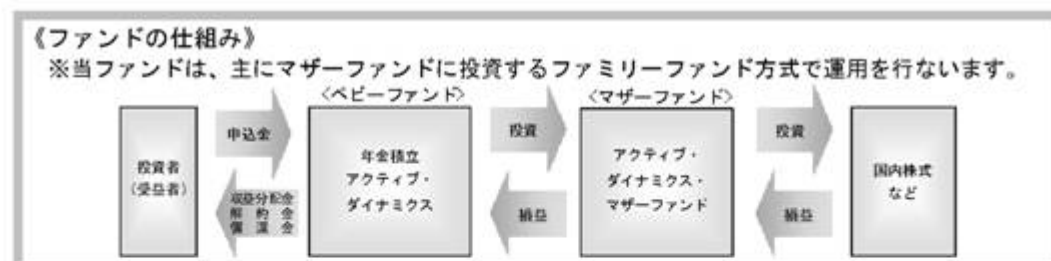 《ファンドの仕組み》
※当ファンドは、主にマザーファンドに投資するファミリーファンド方式で運用を行ないます。
〈ベビーファンド〉
〈マザーファンド〉
投資者
（受益者）
申込金
収益分配金
解約金
償還金
年金積立
アクティブ・
ダイナミクス
投資
損益
アクティブ・
ダイナミクス・
マザーファンド
投資
損益
国内株式
など